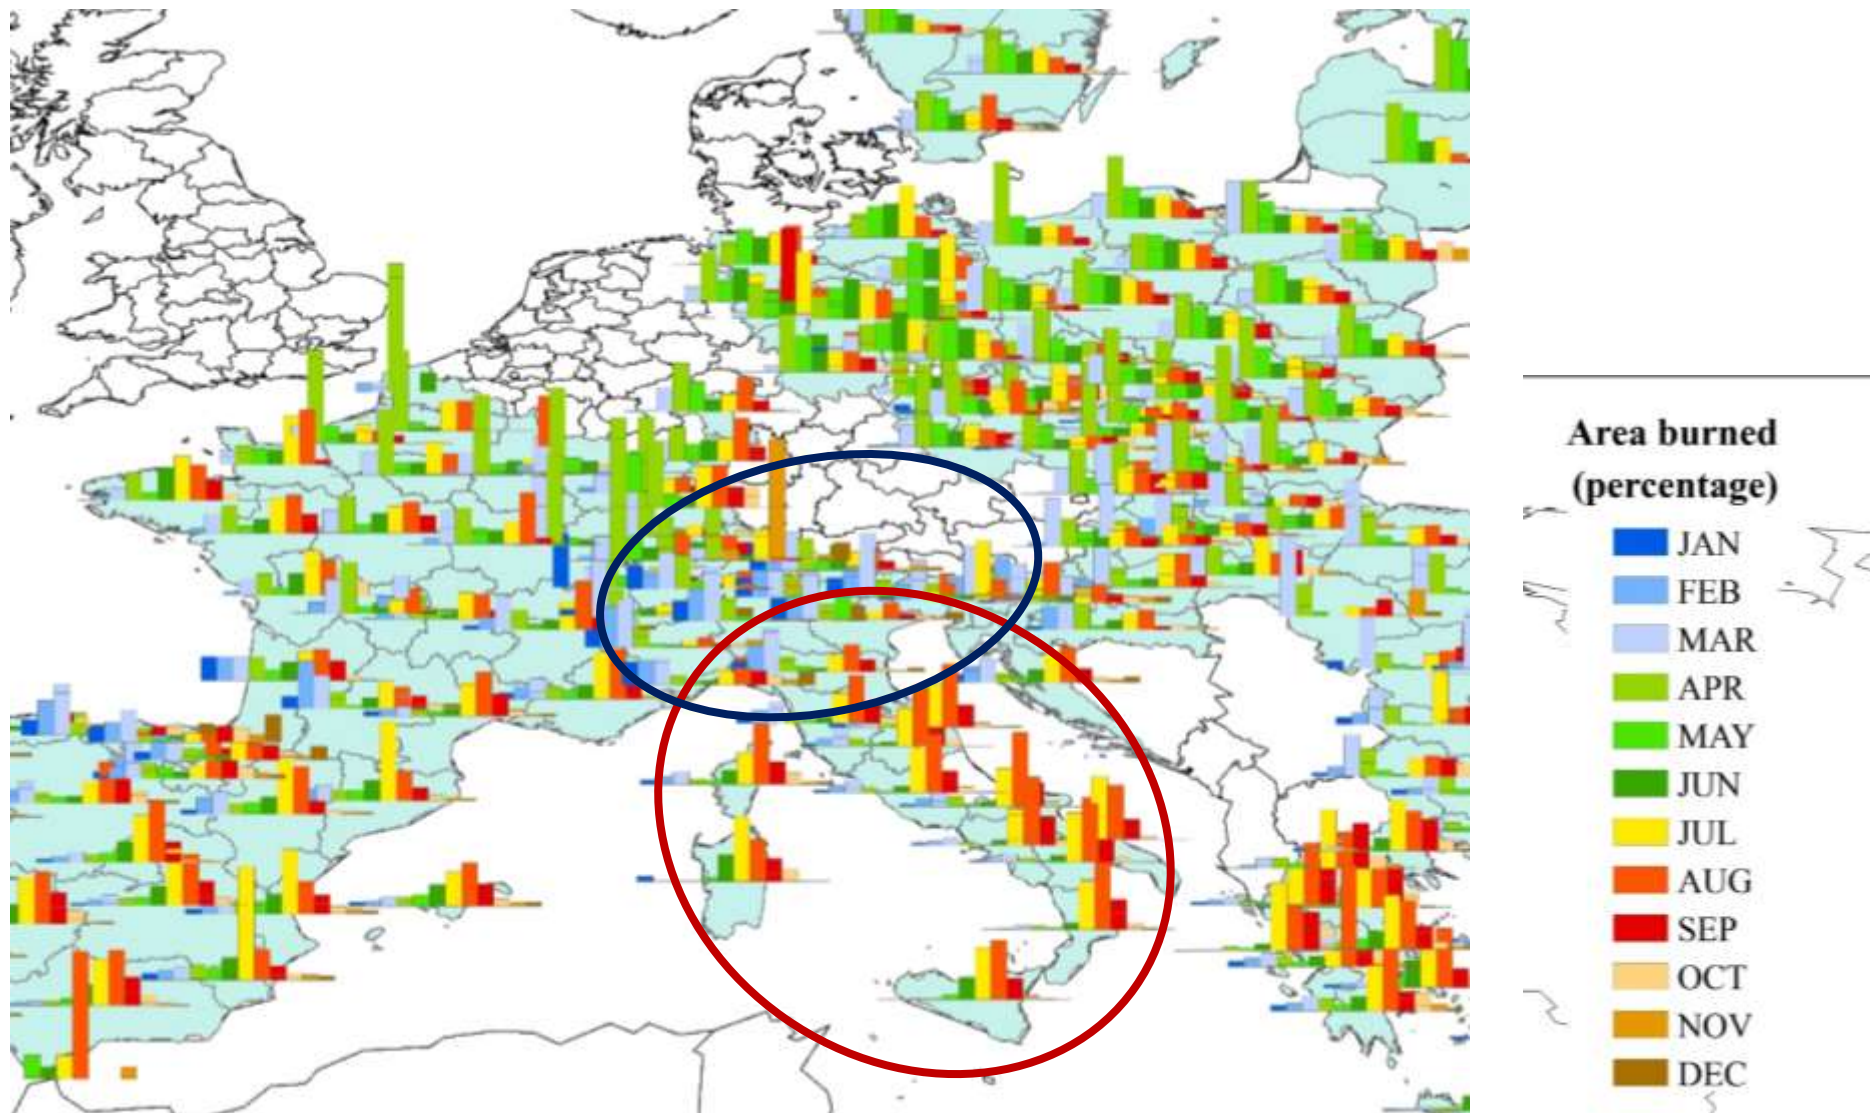 Area burned
(percentage)
JAN
FEB
MAR
APR
MAY
JUN
JUL
AUG
SEP
OCT
NOV
DEC